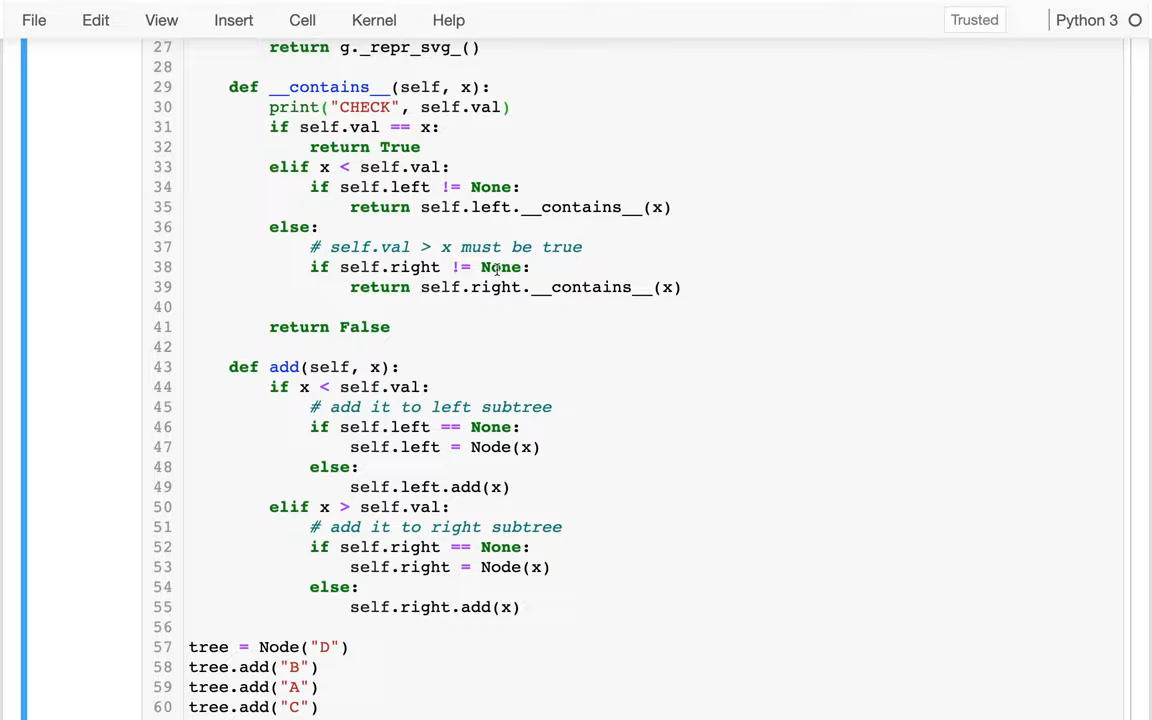 File Edit View Insert Cell Kernel Help Trusted Python 3
27 return g._repr_svg_()
28
29 def __contains__(self, x):
30 print("CHECK", self.val)
31 if self.val == x:
32 return True
33 elif x < self.val:
34 if self.left != None:
35 return self.left.__contains__(x)
36 else:
37 # self.val > x must be true
38 if self.right != None:
39 return self.right.__contains__(x)
40
41 return False
42
43 def add(self, x):
44 if x < self.val:
45 # add it to left subtree
46 if self.left == None:
47 self.left = Node(x)
48 else:
49 self.left.add(x)
50 elif x > self.val:
51 # add it to right subtree
52 if self.right == None:
53 self.right = Node(x)
54 else:
55 self.right.add(x)
56
57 tree = Node("D")
58 tree.add("B")
59 tree.add("A")
60 tree.add("C")